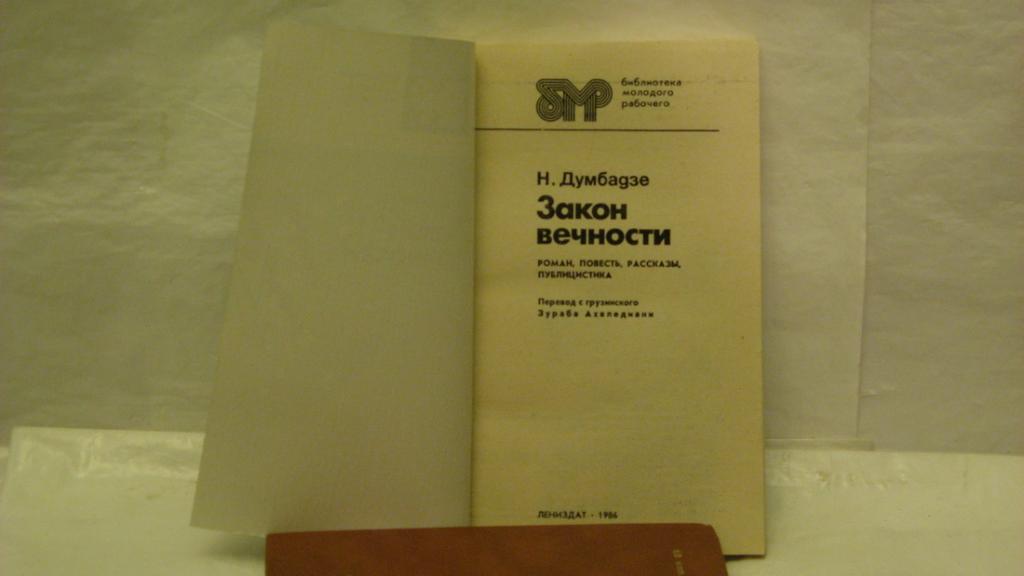 БМР
библиотека
молодого
рабочего
Н. Думбадзе
Закон
вечности
РОМАН, ПОВЕСТЬ, РАССКАЗЫ,
ПУБЛИЦИСТИКА
Перевод с грузинского
Зураба Ахвледиани
ЛЕНИЗДАТ · 1986